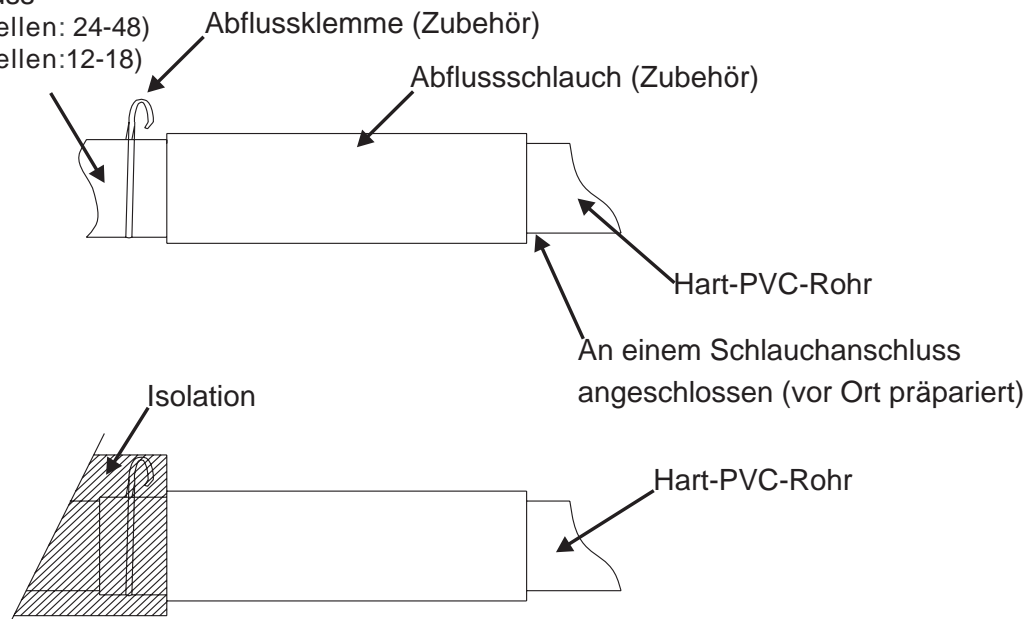 ellen: 24-48)
ellen:12-18)
Abflussklemme (Zubehör)
Abflussschlauch (Zubehör)
Hart-PVC-Rohr
An einem Schlauchanschluss
angeschlossen (vor Ort präpariert)
Isolation
Hart-PVC-Rohr